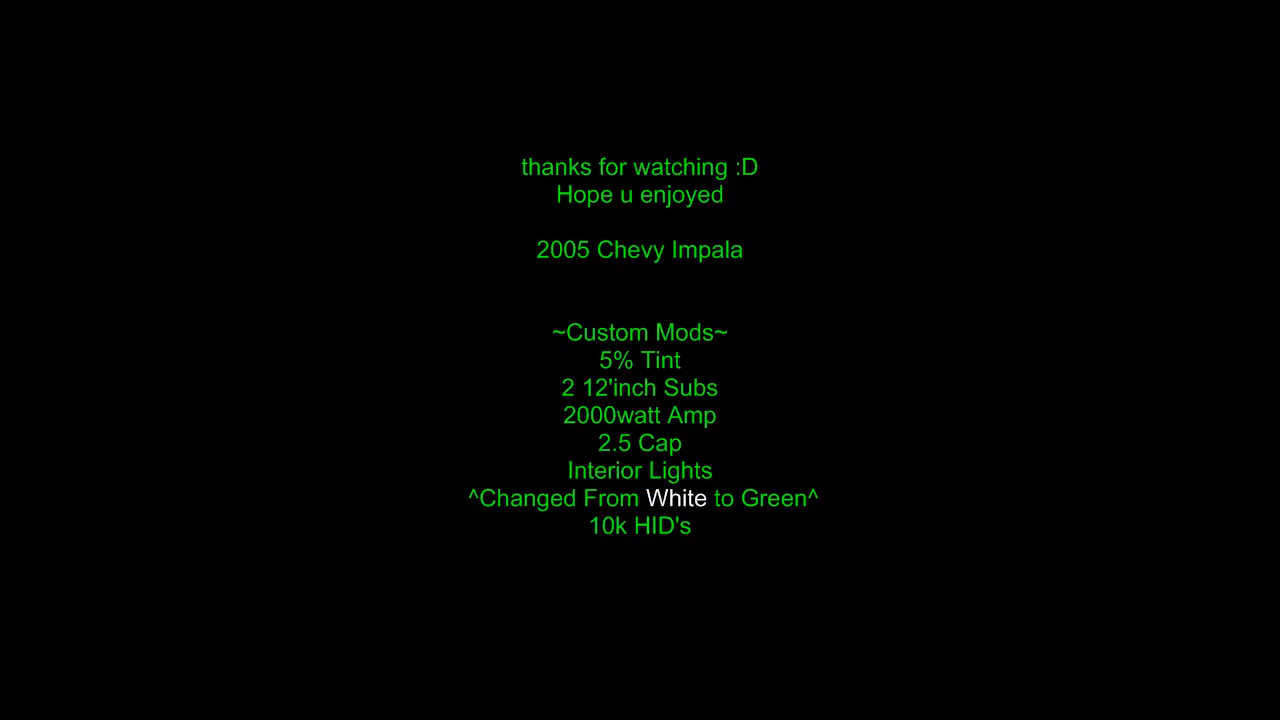 thanks for watching :D
Hope u enjoyed
2005 Chevy Impala
~Custom Mods~
5% Tint
2 12'inch Subs
2000watt Amp
2.5 Cap
Interior Lights
^Changed From White to Green^
10k HID's